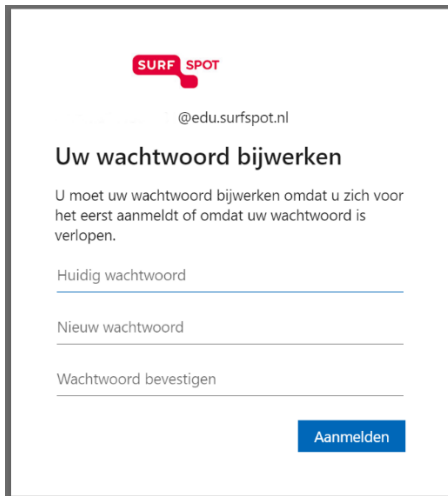 SURF SPOT
@edu.surfspot.nl
Uw wachtwoord bijwerken
U moet uw wachtwoord bijwerken omdat u zich voor
het eerst aanmeldt of omdat uw wachtwoord is
verlopen.
Huidig wachtwoord
Nieuw wachtwoord
Wachtwoord bevestigen
Aanmelden